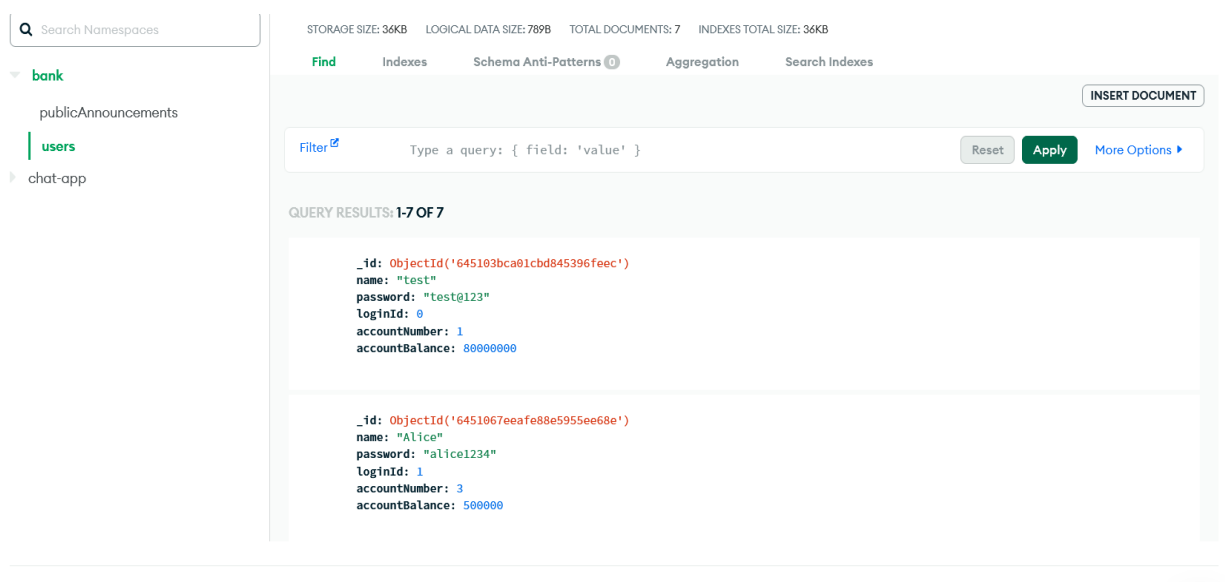 Search Namespaces
bank
publicAnnouncements
users
chat-app
STORAGE SIZE: 36KB LOGICAL DATA SIZE: 789B TOTAL DOCUMENTS: 7 INDEXES TOTAL SIZE: 36KB
Find Indexes Schema Anti-Patterns 0 Aggregation Search Indexes
INSERT DOCUMENT
Filter Type a query: { field: 'value' } Reset Apply More Options
QUERY RESULTS: 1-7 OF 7
_id: ObjectId('645103bca01cbd845396feec')
name: "test"
password: "test@123"
loginId: 0
accountNumber: 1
accountBalance: 80000000
_id: ObjectId('6451067eeafe88e5955ee68e')
name: "Alice"
password: "alice1234"
loginId: 1
accountNumber: 3
accountBalance: 500000